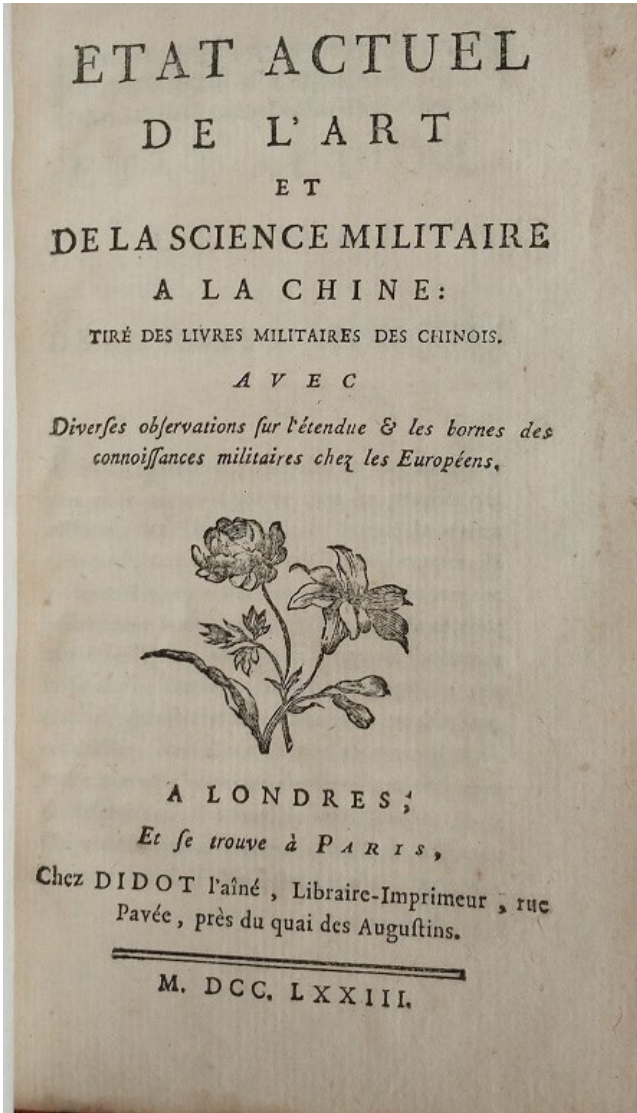 ETAT ACTUEL
DE L'ART
ET
DE LA SCIENCE MILITAIRE
A LA CHINE:
TIRÉ DES LIVRES MILITAIRES DES CHINOIS.
AVEC
Diverſes obſervations ſur l'étendue & les bornes des
connoiſſances militaires chez les Européens.
A LONDRES;
Et ſe trouve à PARIS,
Chez DIDOT l'aîné, Libraire-Imprimeur, rue
Pavée, près du quai des Auguſtins.
M. DCC. LXXIII.